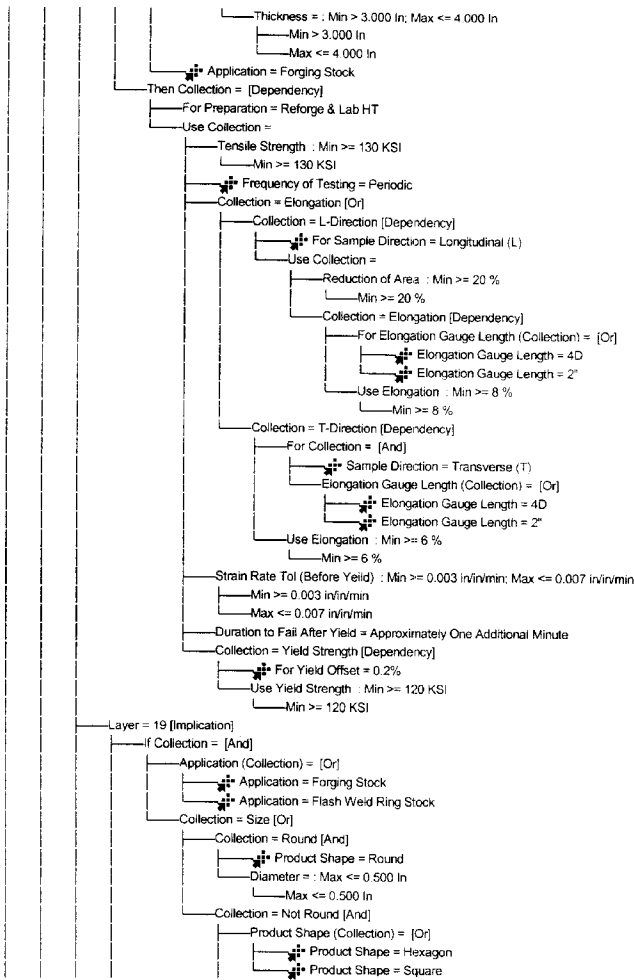 Thickness = : Min > 3.000 In; Max <= 4.000 In
Min > 3.000 In
Max <= 4.000 In
Application = Forging Stock
Then Collection = [Dependency]
For Preparation = Reforge & Lab HT
Use Collection =
Tensile Strength : Min >= 130 KSI
Min >= 130 KSI
Frequency of Testing = Periodic
Collection = Elongation [Or]
Collection = L-Direction [Dependency]
For Sample Direction = Longitudinal (L)
Use Collection =
Reduction of Area : Min >= 20 %
Min >= 20 %
Collection = Elongation [Dependency]
For Elongation Gauge Length (Collection) = [Or]
Elongation Gauge Length = 4D
Elongation Gauge Length = 2"
Use Elongation : Min >= 8 %
Min >= 8 %
Collection = T-Direction [Dependency]
For Collection = [And]
Sample Direction = Transverse (T)
Elongation Gauge Length (Collection) = [Or]
Elongation Gauge Length = 4D
Elongation Gauge Length = 2"
Use Elongation : Min >= 6 %
Min >= 6 %
Strain Rate Tol (Before Yeild) : Min >= 0.003 in/in/min; Max <= 0.007 in/in/min
Min >= 0.003 in/in/min
Max <= 0.007 in/in/min
Duration to Fail After Yield = Approximately One Additional Minute
Collection = Yield Strength [Dependency]
For Yield Offset = 0.2%
Use Yield Strength : Min >= 120 KSI
Min >= 120 KSI
Layer = 19 [Implication]
If Collection = [And]
Application (Collection) = [Or]
Application = Forging Stock
Application = Flash Weld Ring Stock
Collection = Size [Or]
Collection = Round [And]
Product Shape = Round
Diameter = : Max <= 0.500 In
Max <= 0.500 In
Collection = Not Round [And]
Product Shape (Collection) = [Or]
Product Shape = Hexagon
Product Shape = Square